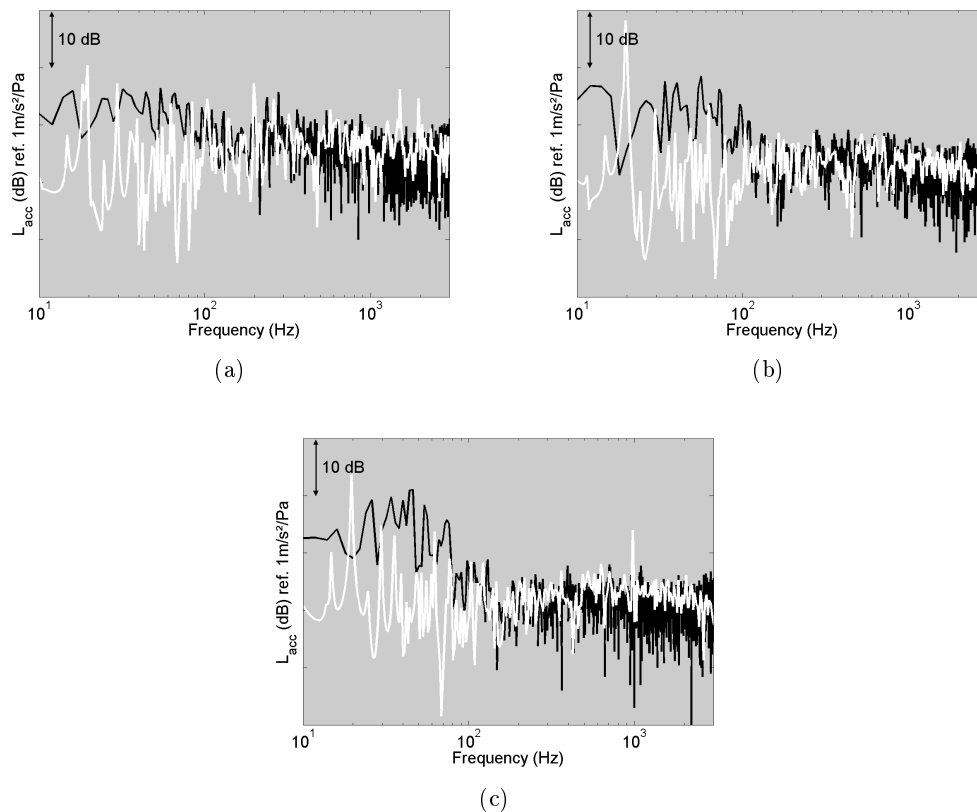 10 dB
L_acc (dB) ref. 1m/s²/Pa
10^1
10^2
10^3
Frequency (Hz)
(a)
10 dB
L_acc (dB) ref. 1m/s²/Pa
10^1
10^2
10^3
Frequency (Hz)
(b)
10 dB
L_acc (dB) ref. 1m/s²/Pa
10^1
10^2
10^3
Frequency (Hz)
(c)